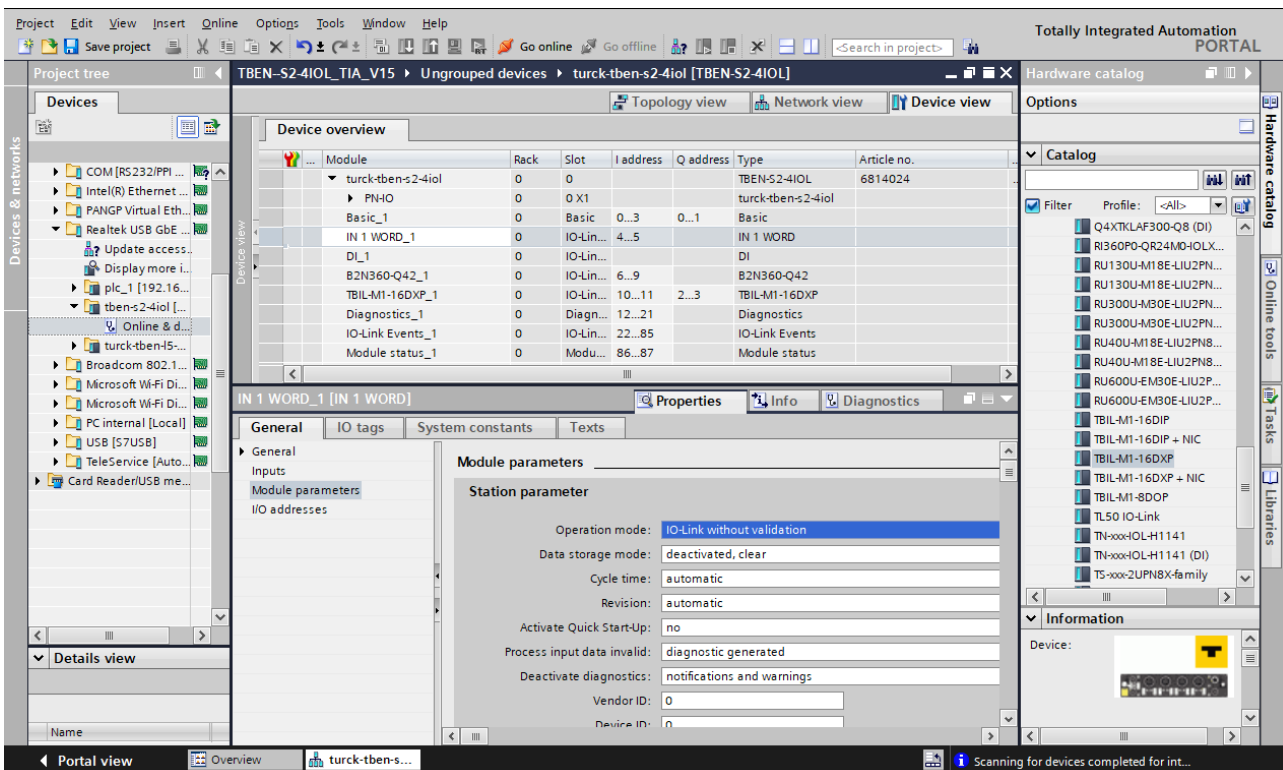 Project Edit View Insert Online Options Tools Window Help
Totally Integrated Automation
PORTAL
Save project Go online Go offline <Search in project>
Project tree
TBEN--S2-4IOL_TIA_V15 Ungrouped devices turck-tben-s2-4iol [TBEN-S2-4IOL]
Hardware catalog
Devices
Topology view Network view Device view
Options
Device overview
... Module Rack Slot I address Q address Type Article no. ...
turck-tben-s2-4iol 0 0 TBEN-S2-4IOL 6814024
PN-IO 0 0 X1 turck-tben-s2-4iol
Basic_1 0 Basic 0...3 0...1 Basic
IN 1 WORD_1 0 IO-Lin... 4...5 IN 1 WORD
DI_1 0 IO-Lin... DI
B2N360-Q42_1 0 IO-Lin... 6...9 B2N360-Q42
TBIL-M1-16DXP_1 0 IO-Lin... 10...11 2...3 TBIL-M1-16DXP
Diagnostics_1 0 Diagn... 12...21 Diagnostics
IO-Link Events_1 0 IO-Lin... 22...85 IO-Link Events
Module status_1 0 Modu... 86...87 Module status
Devices & networks
COM [RS232/PPI ...
Intel(R) Ethernet ...
PANGP Virtual Eth...
Realtek USB GbE ...
Update access..
Display more i..
plc_1 [192.16...
tben-s2-4iol [...
Online & d...
turck-tben-l5-...
Broadcom 802.1...
Microsoft Wi-Fi Di...
Microsoft Wi-Fi Di...
PC internal [Local]
USB [S7USB]
TeleService [Auto...
Card Reader/USB me...
Details view
Name
Device view
IN 1 WORD_1 [IN 1 WORD]
Properties Info Diagnostics
General IO tags System constants Texts
General
Inputs
Module parameters
I/O addresses
Module parameters
Station parameter
Operation mode: IO-Link without validation
Data storage mode: deactivated, clear
Cycle time: automatic
Revision: automatic
Activate Quick Start-Up: no
Process input data invalid: diagnostic generated
Deactivate diagnostics: notifications and warnings
Vendor ID: 0
Device ID: 0
Catalog
Filter Profile: <All>
Q4XTKLAF300-Q8 (DI)
RI360P0-QR24M0-IOLX...
RU130U-M18E-LIU2PN...
RU130U-M18E-LIU2PN...
RU300U-M30E-LIU2PN...
RU300U-M30E-LIU2PN...
RU40U-M18E-LIU2PN8...
RU40U-M18E-LIU2PN8...
RU600U-EM30E-LIU2P...
RU600U-EM30E-LIU2P...
TBIL-M1-16DIP
TBIL-M1-16DIP + NIC
TBIL-M1-16DXP
TBIL-M1-16DXP + NIC
TBIL-M1-8DOP
TL50 IO-Link
TN-xxx-IOL-H1141
TN-xxx-IOL-H1141 (DI)
TS-xxx-2UPN8X-family
Information
Device:
Hardware catalog
Online tools
Tasks
Libraries
Portal view Overview turck-tben-s... Scanning for devices completed for int...